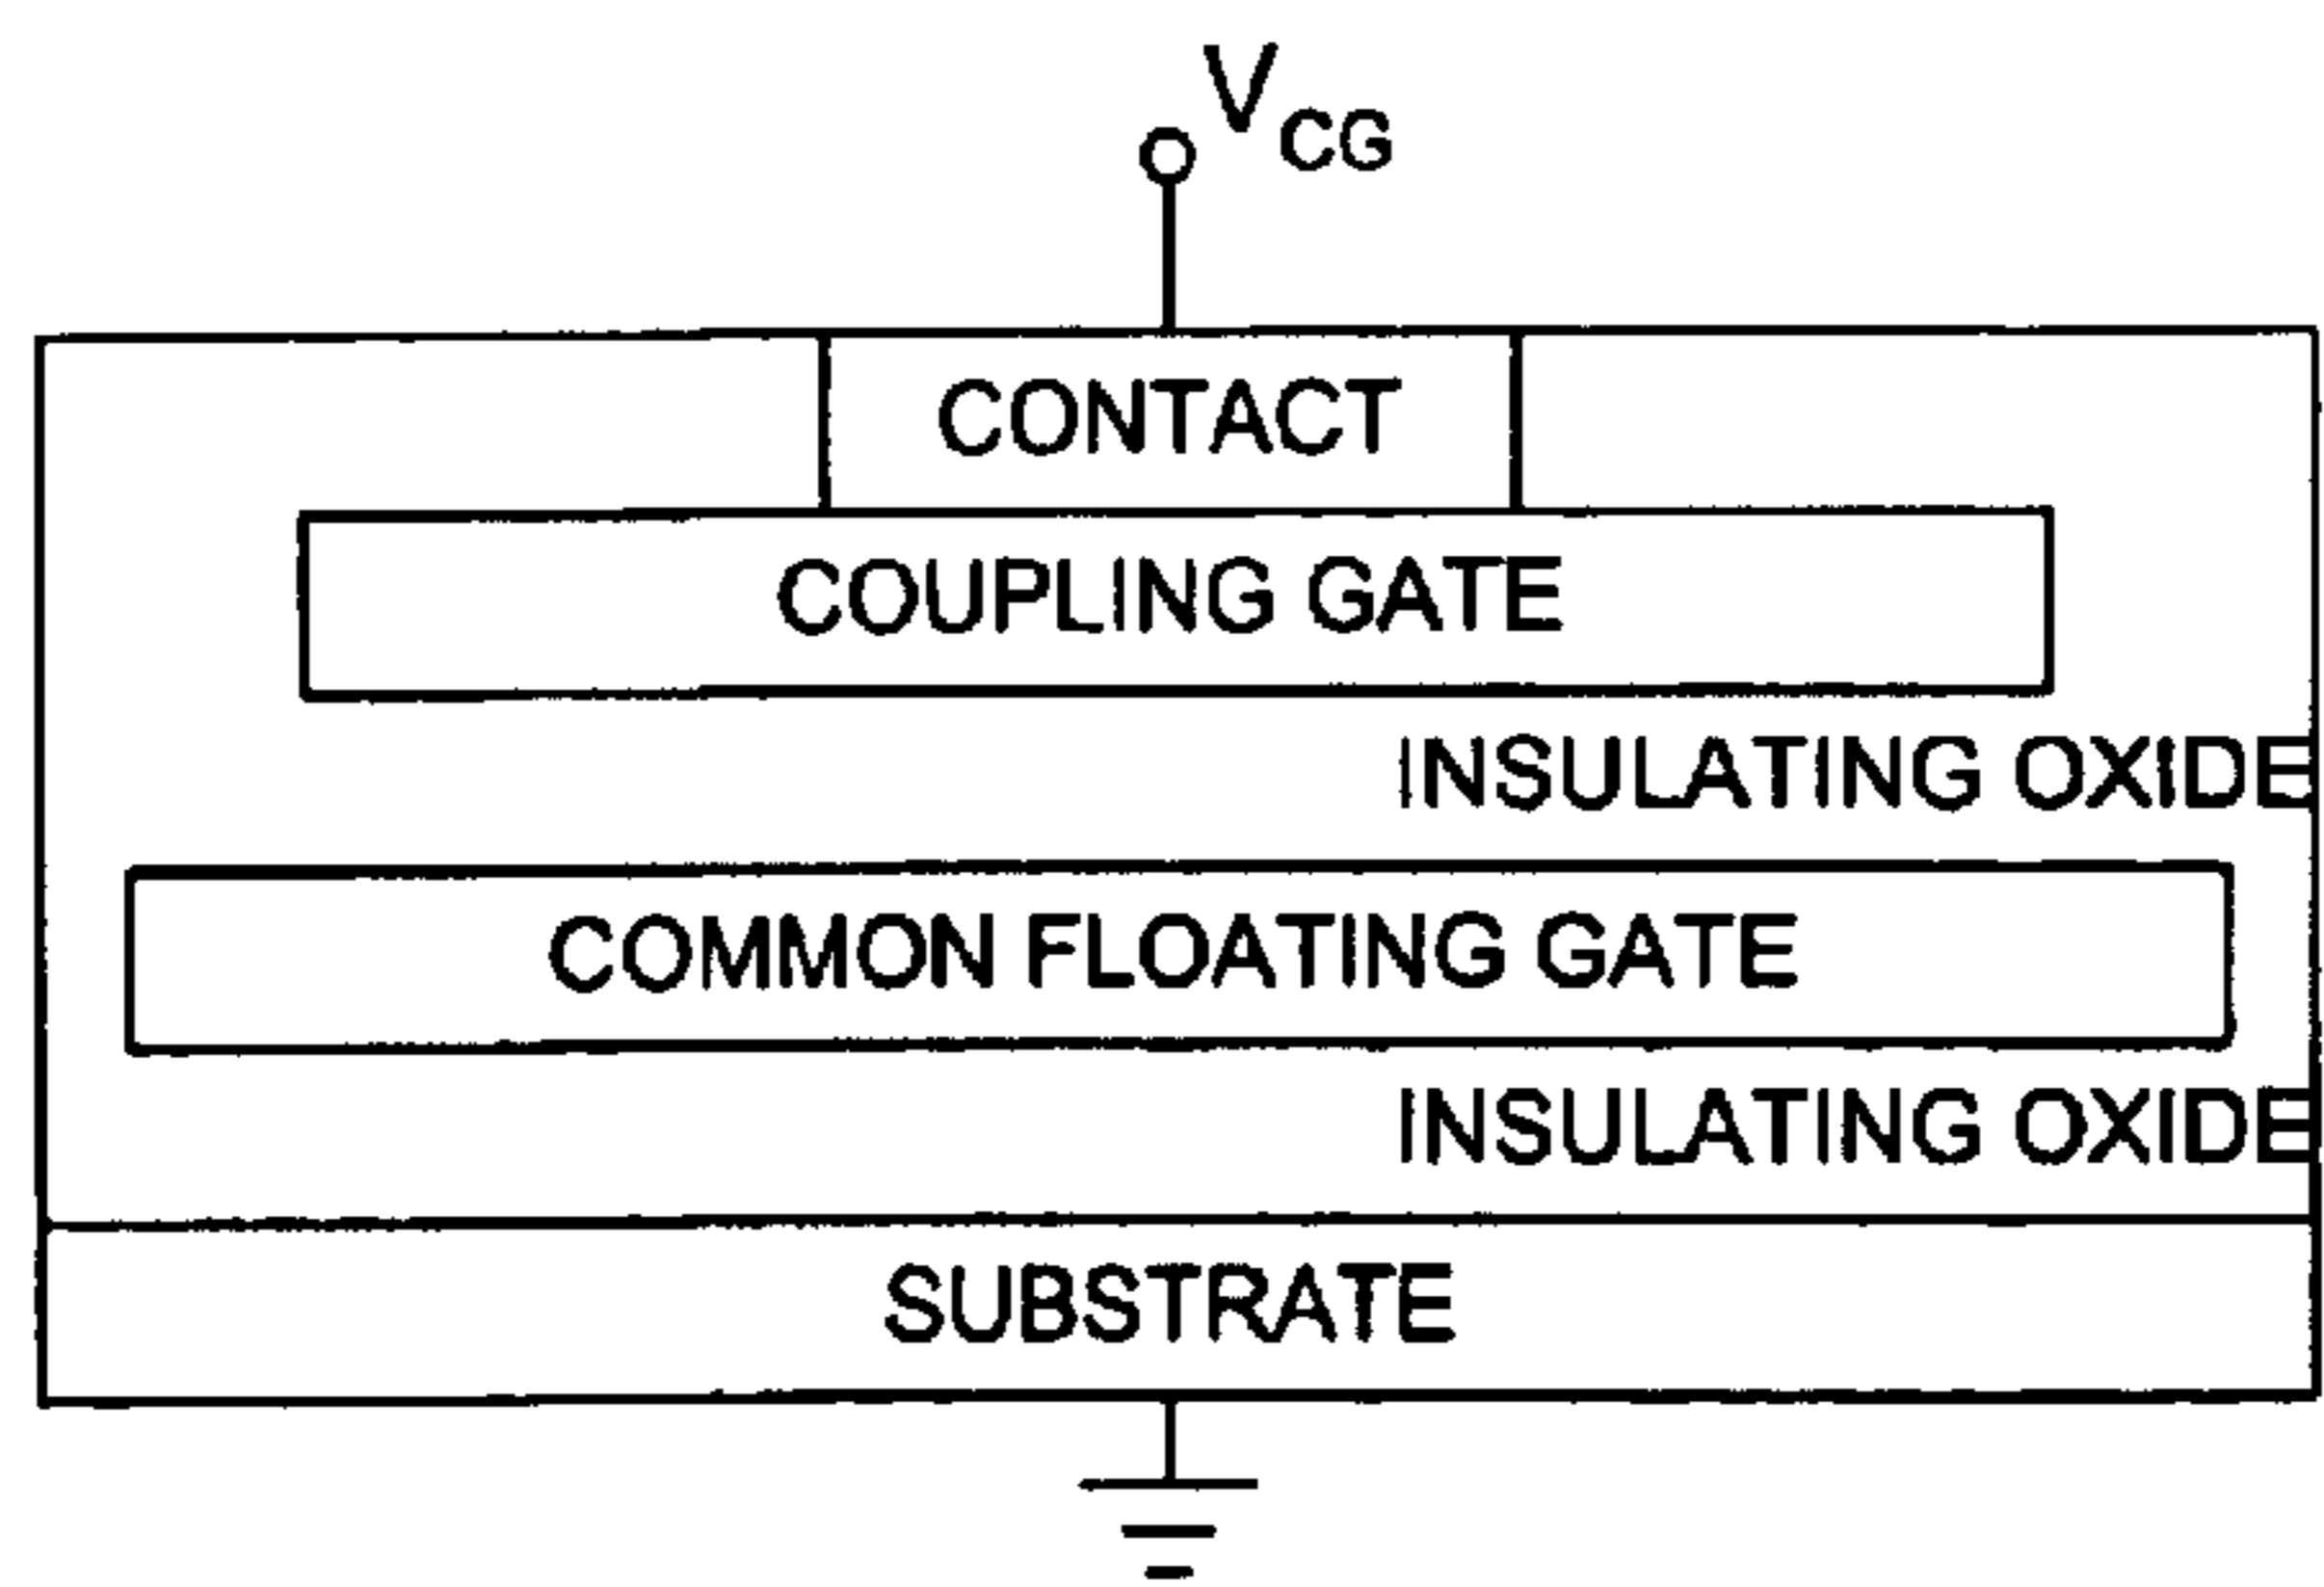 VCG
CONTACT
COUPLING GATE
INSULATING OXIDE
COMMON FLOATING GATE
INSULATING OXIDE
SUBSTRATE